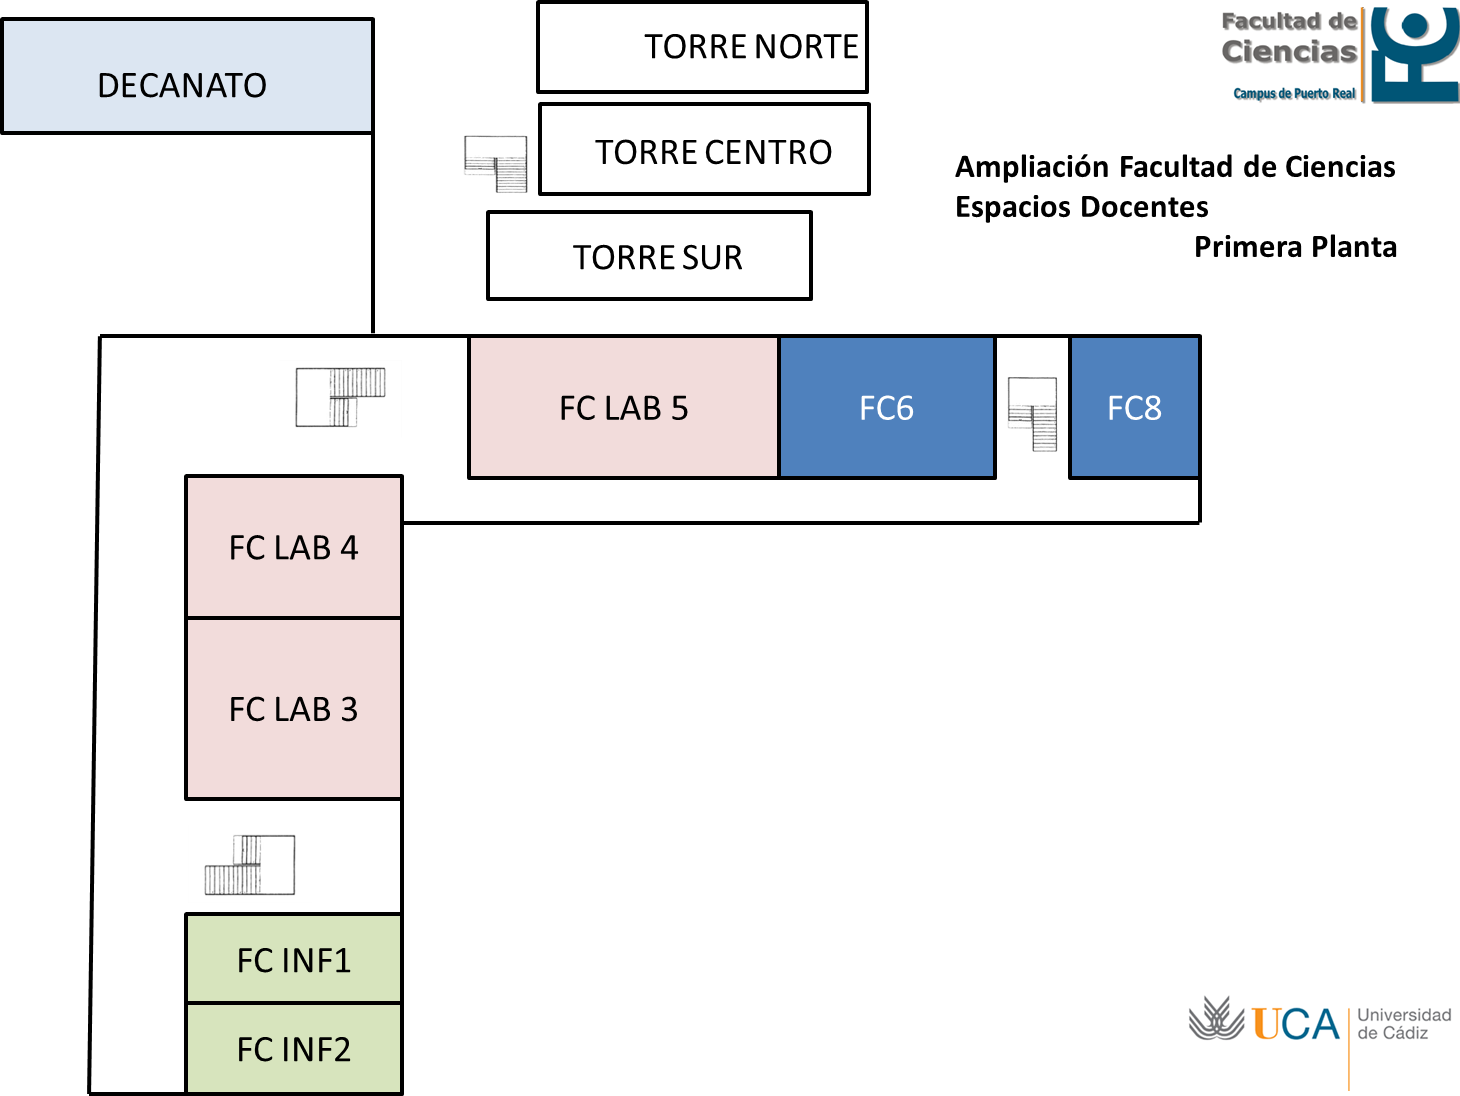 DECANATO
TORRE NORTE
TORRE CENTRO
TORRE SUR
Facultad de
Ciencias
Campus de Puerto Real
FC
Ampliación Facultad de Ciencias
Espacios Docentes
Primera Planta
FC LAB 5
FC6
FC8
FC LAB 4
FC LAB 3
FC INF1
FC INF2
UCA
Universidad
de Cádiz